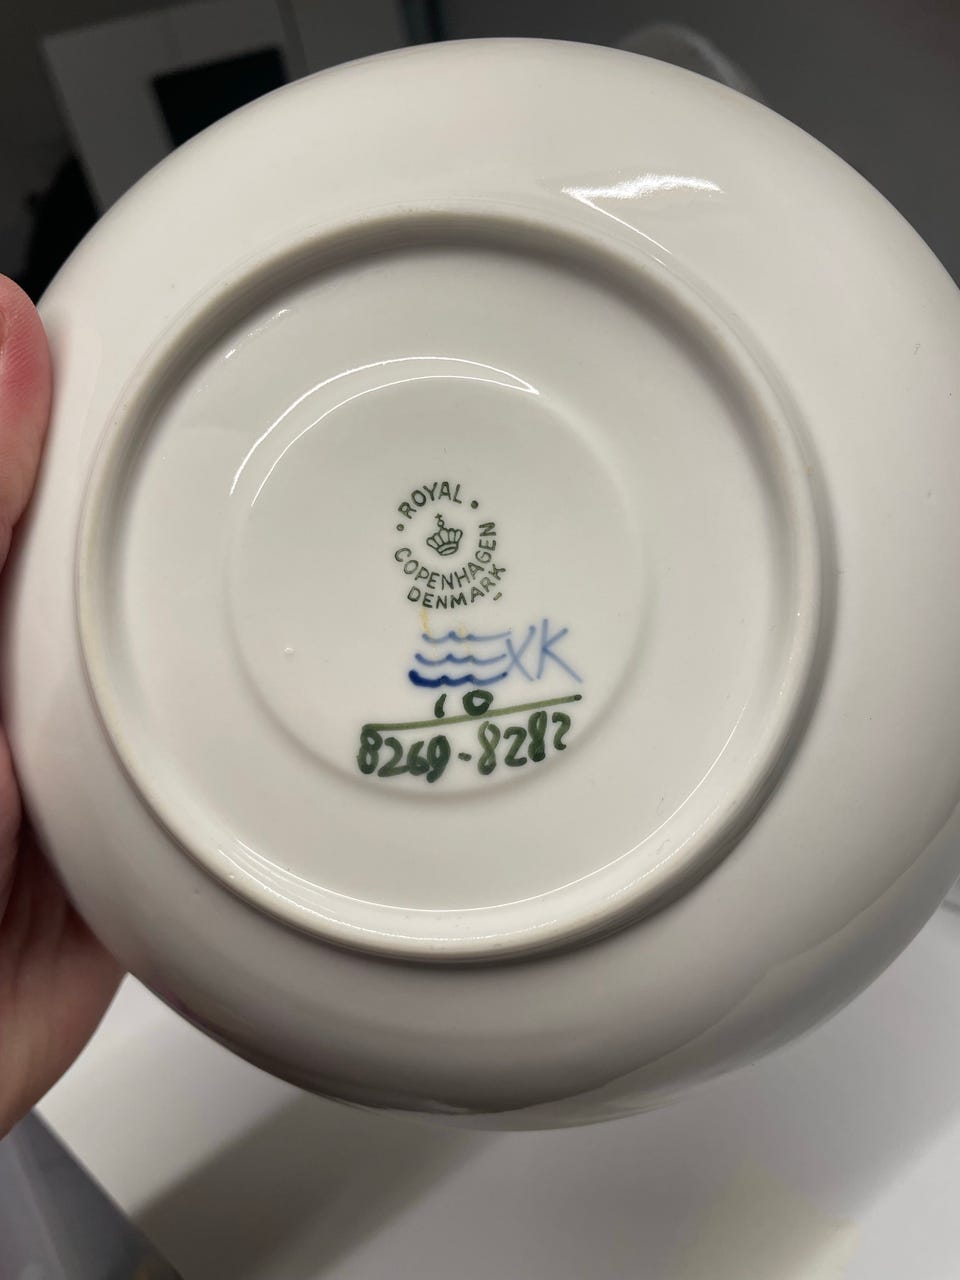 ROYAL
COPENHAGEN
DENMARK
XK
10
8269-8282